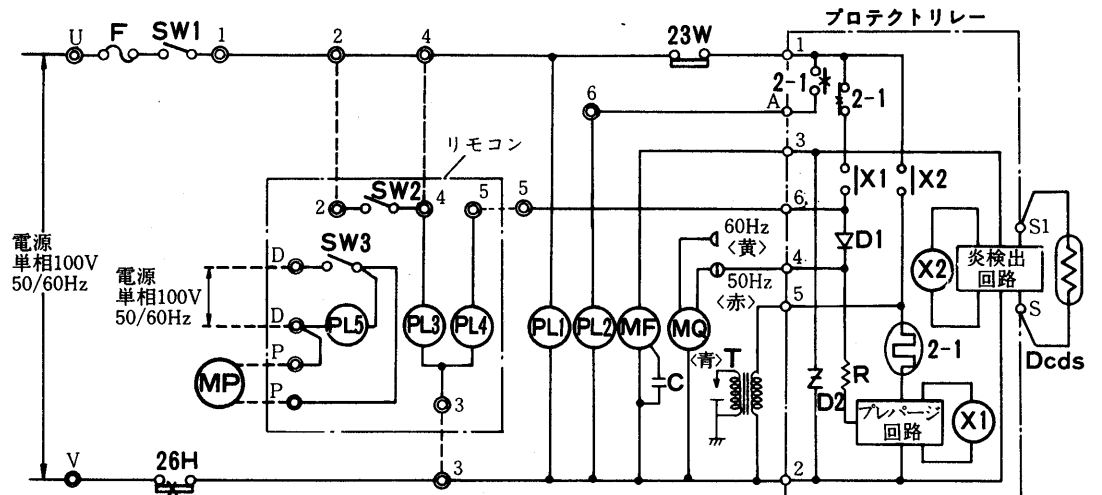 プロテクトリレー
U
F
SW1
1
2
4
23W
1
2-1
2-1
6
A
3
リモコン
X1
X2
SW2
2
4
5
5
6
60Hz
〈黄〉
D1
S1
電源
単相100V
50/60Hz
電源
単相100V
50/60Hz
D
SW3
4
50Hz
〈赤〉
X2
炎検出
回路
5
D
PL5
PL3
PL4
PL1
PL2
MF
MQ
2-1
S
Dcds
P
MP
P
〈青〉
T
C
D2
R
3
プレパージ
回路
X1
V
26H
3
2